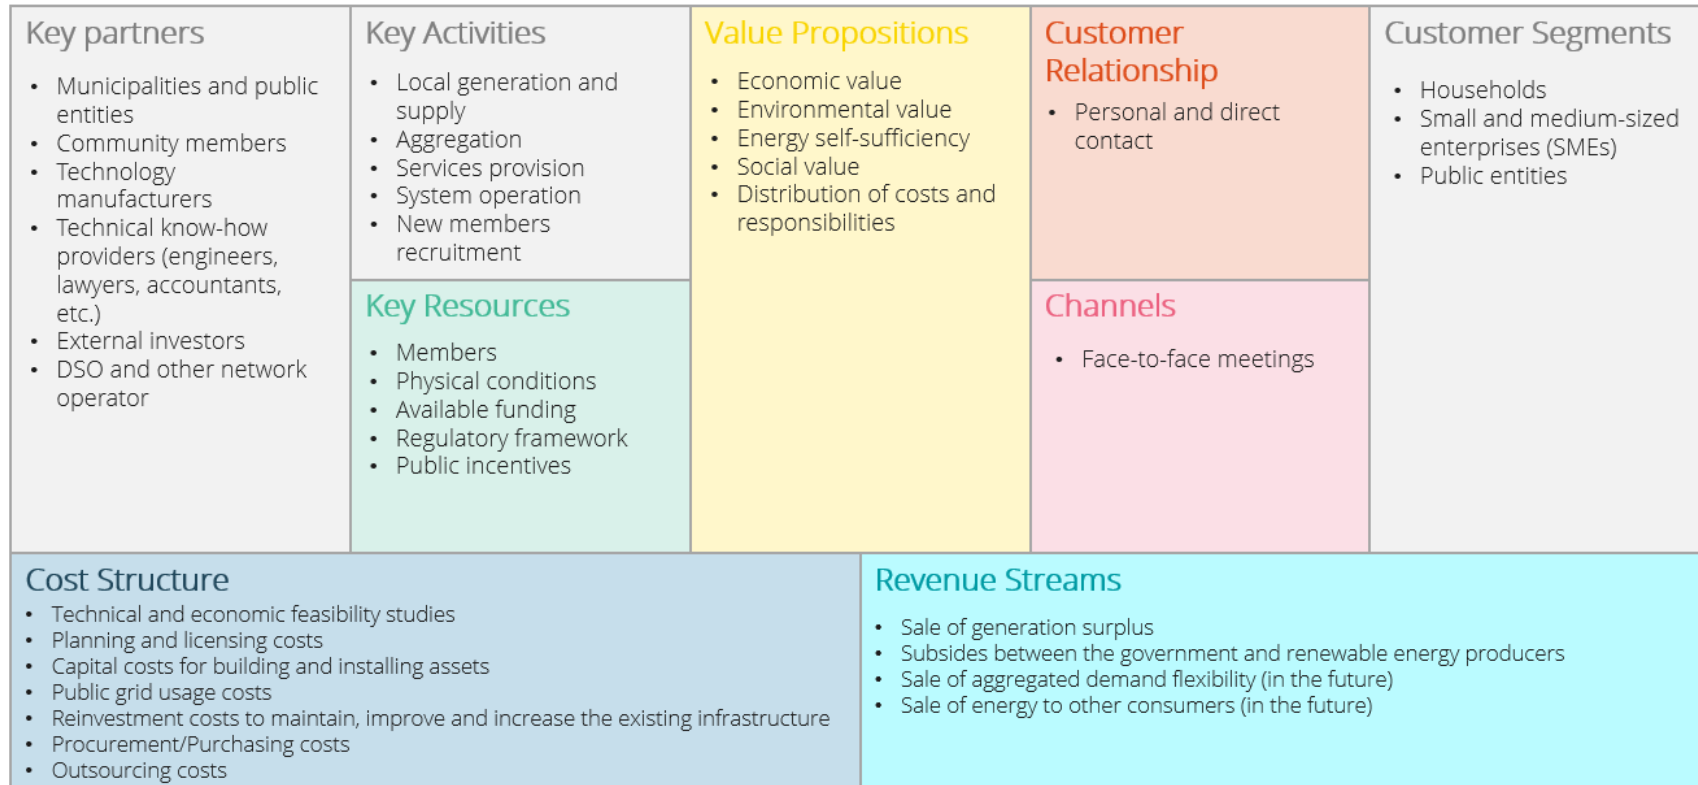 Key partners
• Municipalities and public
entities
• Community members
• Technology
manufacturers
• Technical know-how
providers (engineers,
lawyers, accountants,
etc.)
• External investors
• DSO and other network
operator
Key Activities
• Local generation and
supply
• Aggregation
• Services provision
• System operation
• New members
recruitment
Key Resources
• Members
• Physical conditions
• Available funding
• Regulatory framework
• Public incentives
Value Propositions
• Economic value
• Environmental value
• Energy self-sufficiency
• Social value
• Distribution of costs and
responsibilities
Customer
Relationship
• Personal and direct
contact
Channels
• Face-to-face meetings
Customer Segments
• Households
• Small and medium-sized
enterprises (SMEs)
• Public entities
Cost Structure
• Technical and economic feasibility studies
• Planning and licensing costs
• Capital costs for building and installing assets
• Public grid usage costs
• Reinvestment costs to maintain, improve and increase the existing infrastructure
• Procurement/Purchasing costs
• Outsourcing costs
Revenue Streams
• Sale of generation surplus
• Subsides between the government and renewable energy producers
• Sale of aggregated demand flexibility (in the future)
• Sale of energy to other consumers (in the future)